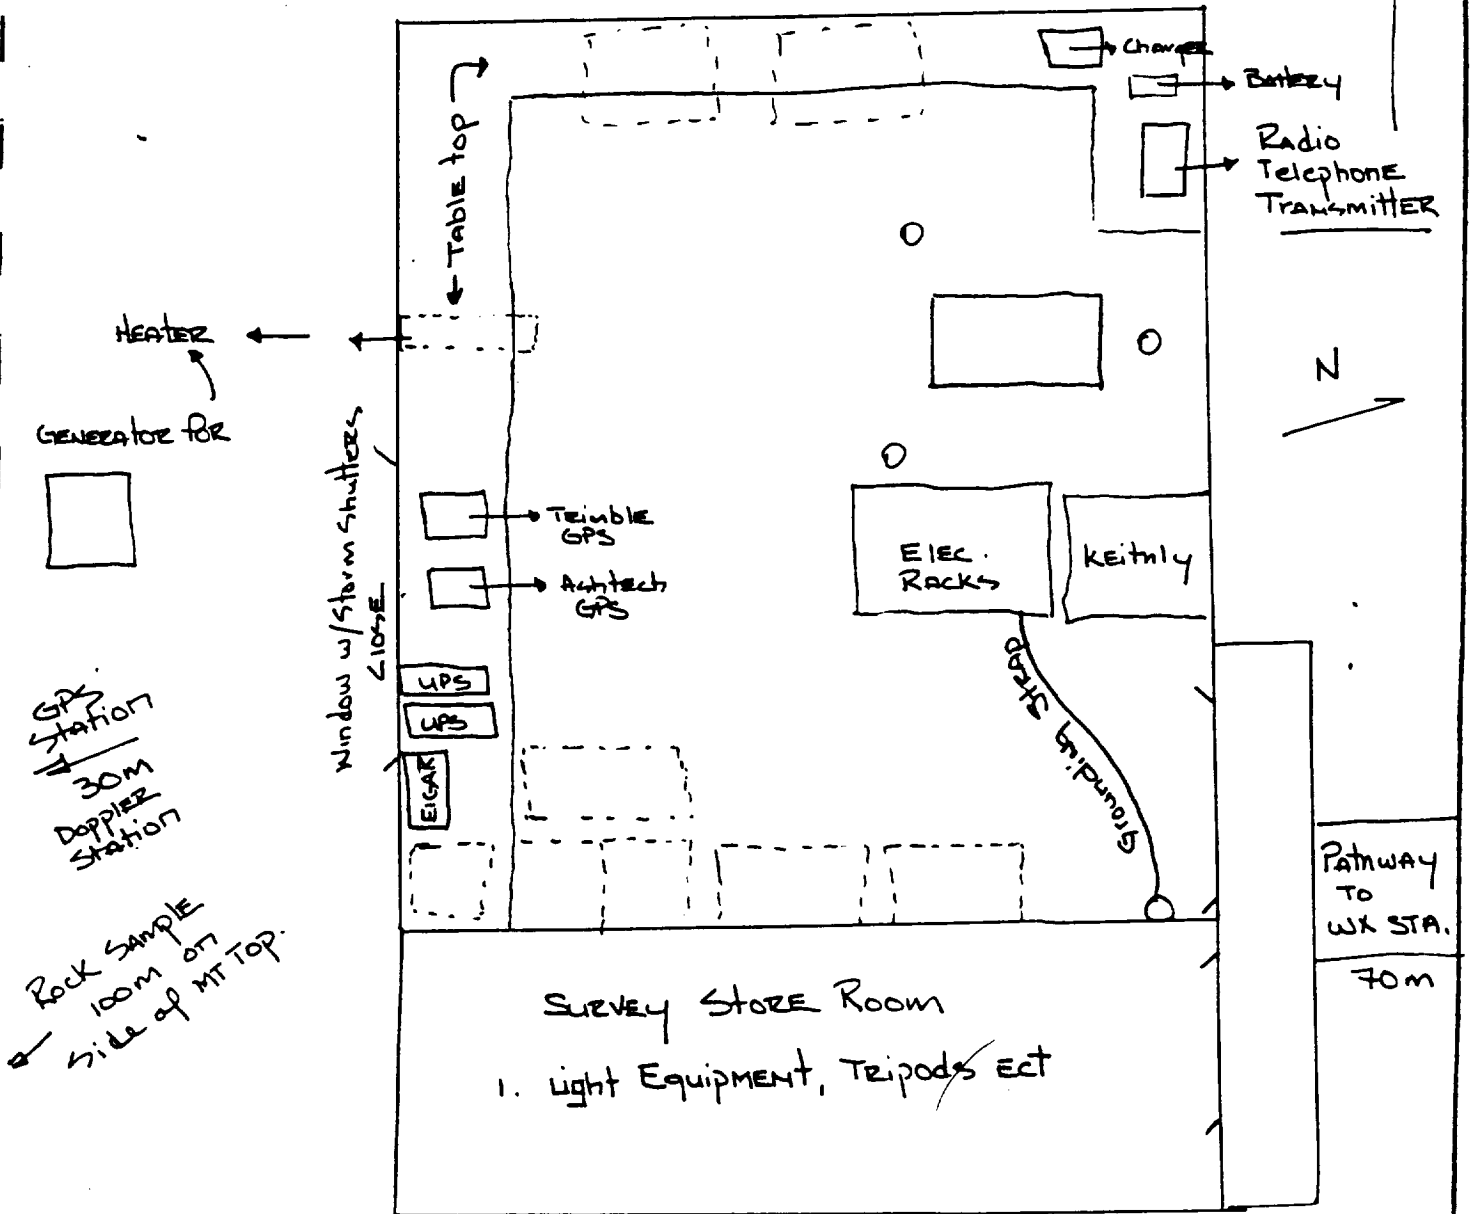 Charger
Battery
Radio
Telephone
Transmitter
← Table top →
Heater
Generator for
N
Window w/Storm Shutters
Close
Trimble
GPS
Ashtech
GPS
Elec.
Racks
Keithly
UPS
UPS
EIGAR
grounding Strap
GPS
Station
30m
Doppler
Station
Rock Sample
100m on
side of MT Top.
Pathway
To
WX STA.
70m
Survey Store Room
1. Light Equipment, Tripods Ect